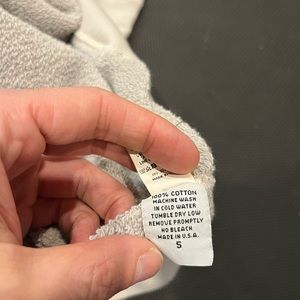 100% COTTON
MACHINE WASH
IN COLD WATER
TUMBLE DRY LOW
REMOVE PROMPTLY
NO BLEACH
MADE IN U.S.A.
S